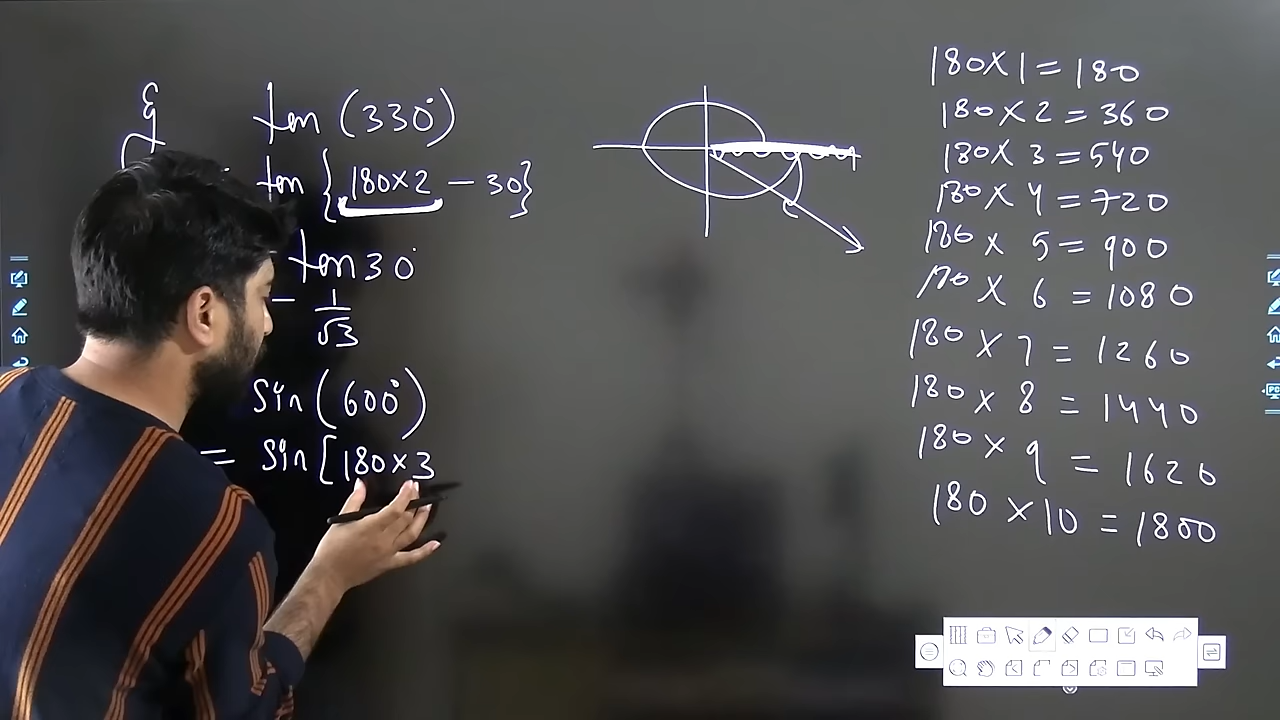 tan (330°)
tan {180×2 - 30}
- tan 30°
- 1/√3
Sin (600°)
= Sin [180×3
180 × 1 = 180
180 × 2 = 360
180 × 3 = 540
180 × 4 = 720
180 × 5 = 900
180 × 6 = 1080
180 × 7 = 1260
180 × 8 = 1440
180 × 9 = 1620
180 × 10 = 1800